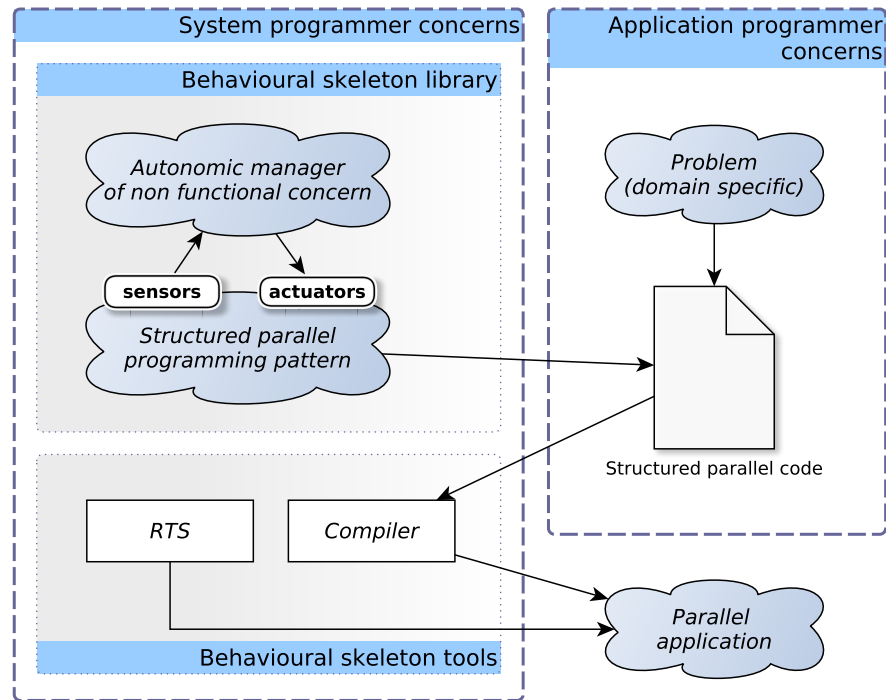 System programmer concerns
Behavioural skeleton library
Autonomic manager
of non functional concern
sensors
actuators
Structured parallel
programming pattern
RTS
Compiler
Behavioural skeleton tools
Application programmer
concerns
Problem
(domain specific)
Structured parallel code
Parallel
application